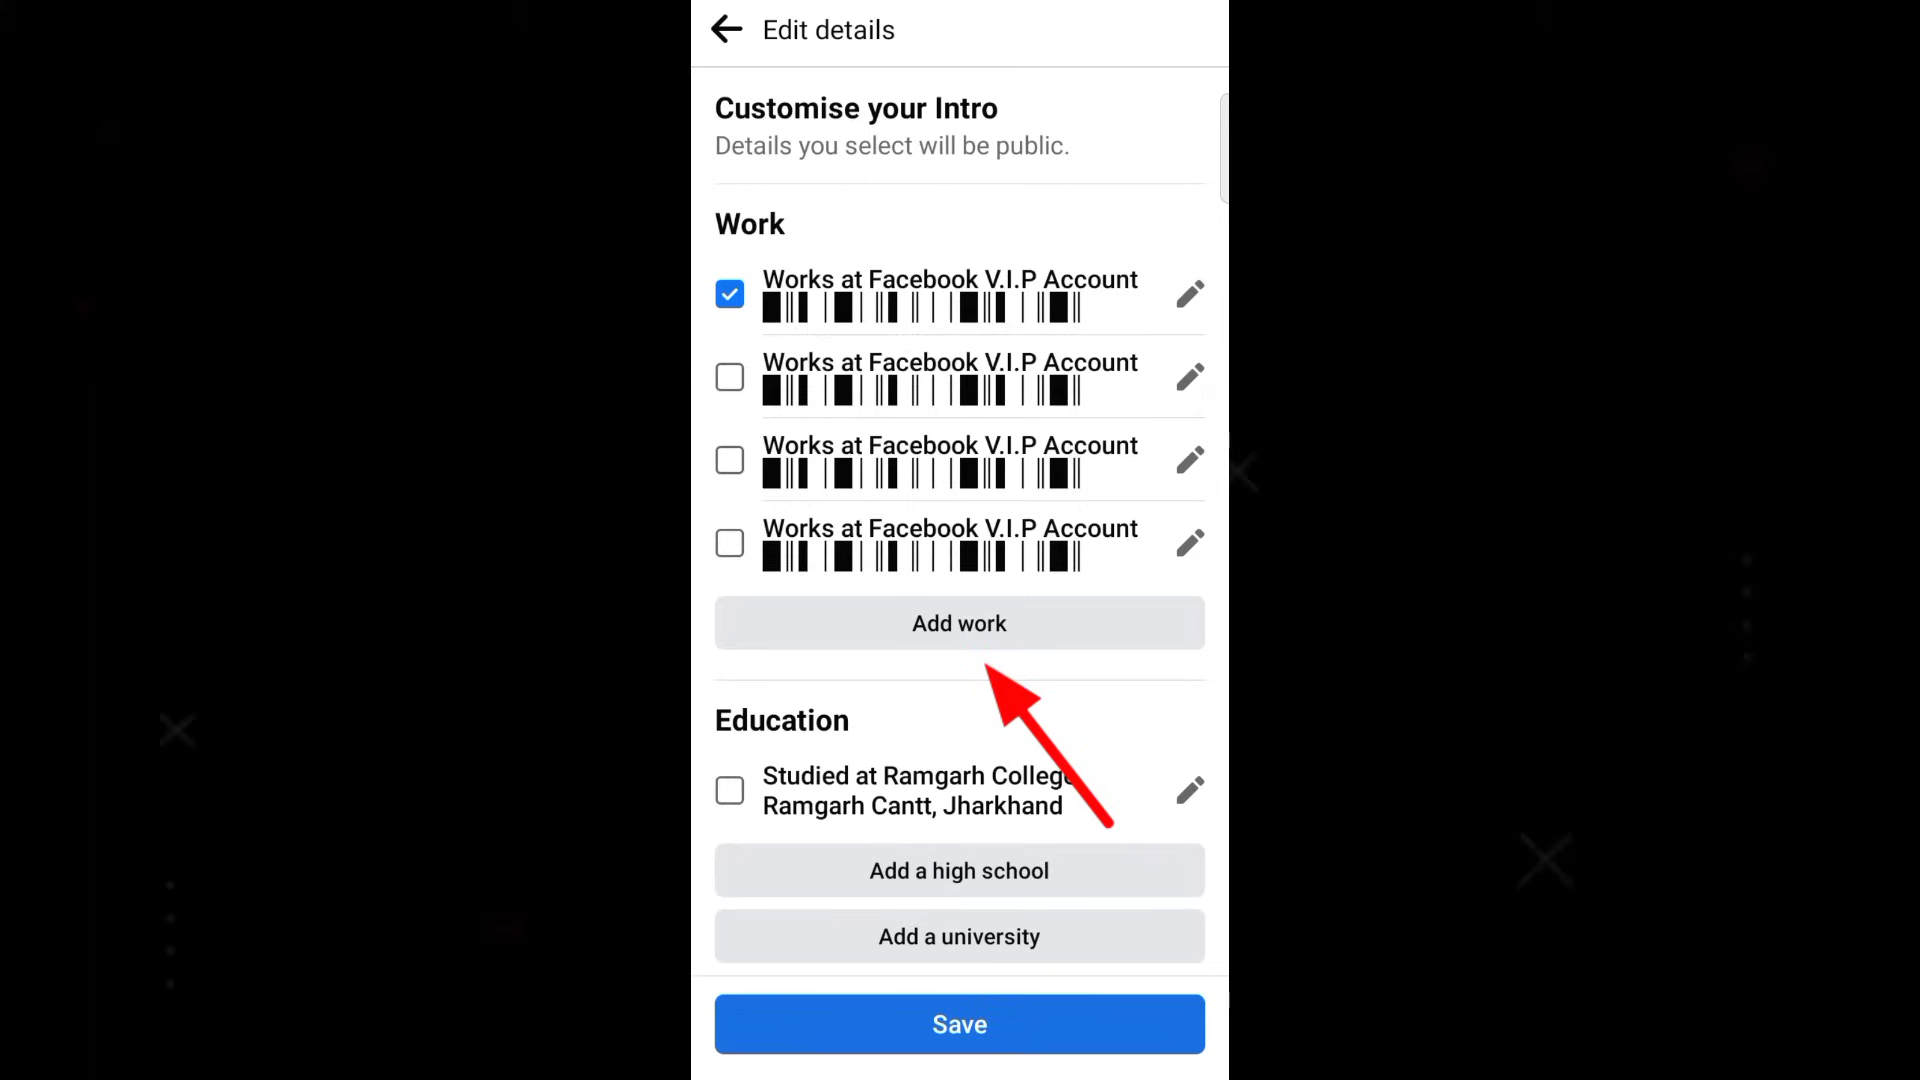 Edit details
Customise your Intro
Details you select will be public.
Work
Works at Facebook V.I.P Account
Works at Facebook V.I.P Account
Works at Facebook V.I.P Account
Works at Facebook V.I.P Account
Add work
Education
Studied at Ramgarh College
Ramgarh Cantt, Jharkhand
Add a high school
Add a university
Save